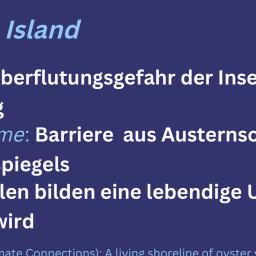 Island
berflutungsgefahr der Inse
g
me: Barriere aus Austernsc
piegels
len bilden eine lebendige U
wird
mate Connections): A living shoreline of oyster s